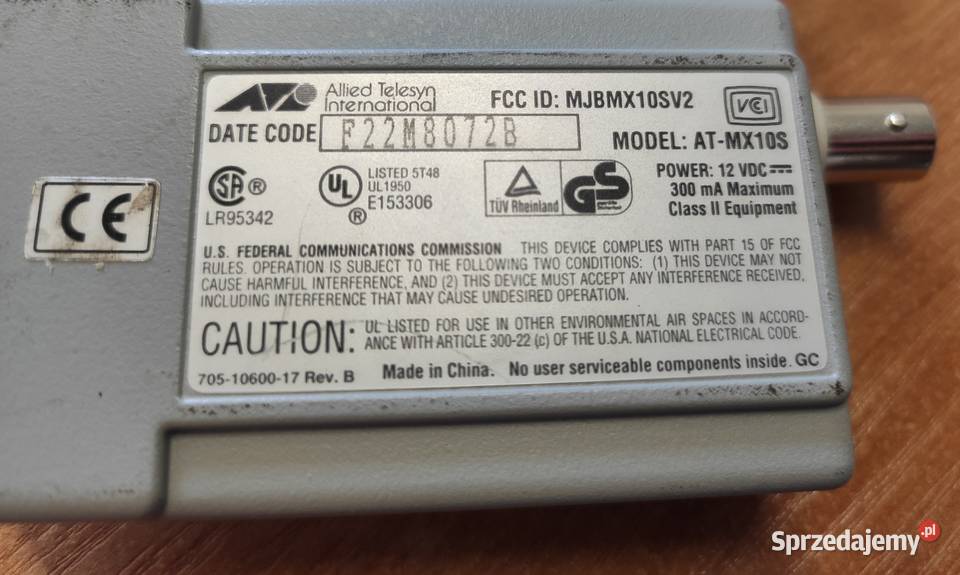 Allied Telesyn
International
FCC ID: MJBMX10SV2
VCI
DATE CODE F22M8072B
MODEL: AT-MX10S
SA ®
LR95342
UL ®
LISTED 5T48
UL1950
E153306
TÜV Rheinland
GS
POWER: 12 VDC
300 mA Maximum
Class II Equipment
CE
U.S. FEDERAL COMMUNICATIONS COMMISSION THIS DEVICE COMPLIES WITH PART 15 OF FCC
RULES. OPERATION IS SUBJECT TO THE FOLLOWING TWO CONDITIONS: (1) THIS DEVICE MAY NOT
CAUSE HARMFUL INTERFERENCE, AND (2) THIS DEVICE MUST ACCEPT ANY INTERFERENCE RECEIVED,
INCLUDING INTERFERENCE THAT MAY CAUSE UNDESIRED OPERATION.
CAUTION: UL LISTED FOR USE IN OTHER ENVIRONMENTAL AIR SPACES IN ACCORD-
ANCE WITH ARTICLE 300-22 (c) OF THE U.S.A. NATIONAL ELECTRICAL CODE.
705-10600-17 Rev. B Made in China. No user serviceable components inside. GC
Sprzedajemy.pl